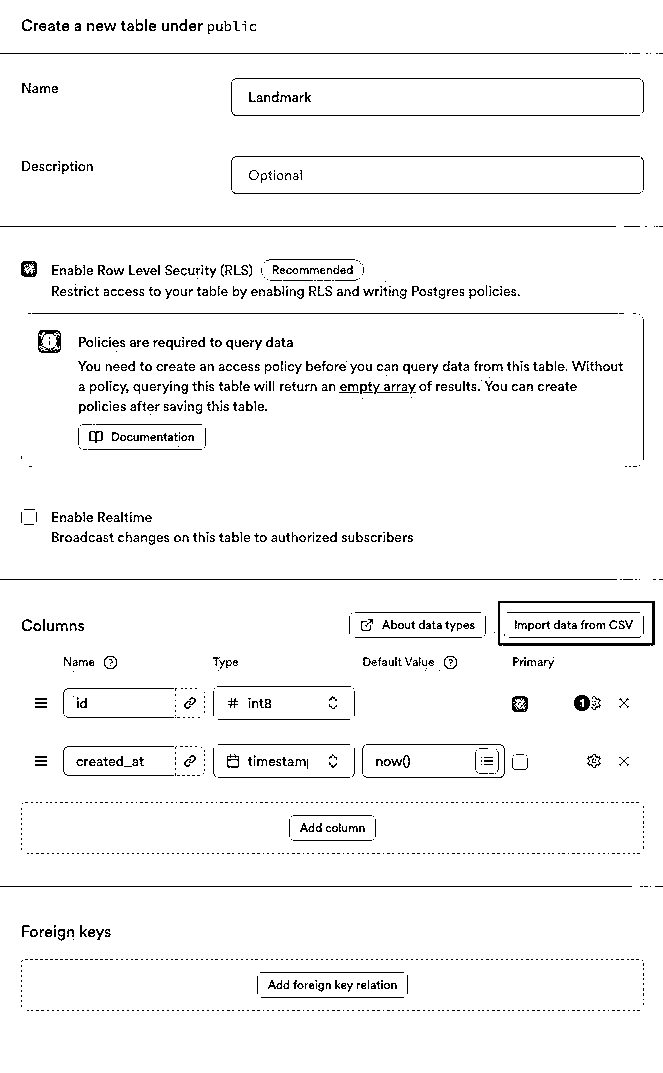 Create a new table under public
Name
Landmark
Description
Optional
Enable Row Level Security (RLS) Recommended
Restrict access to your table by enabling RLS and writing Postgres policies.
Policies are required to query data
You need to create an access policy before you can query data from this table. Without
a policy, querying this table will return an empty array of results. You can create
policies after saving this table.
Documentation
Enable Realtime
Broadcast changes on this table to authorized subscribers
Columns About data types Import data from CSV
Name Type Default Value Primary
id # int8 1
created_at timestam now()
Add column
Foreign keys
Add foreign key relation